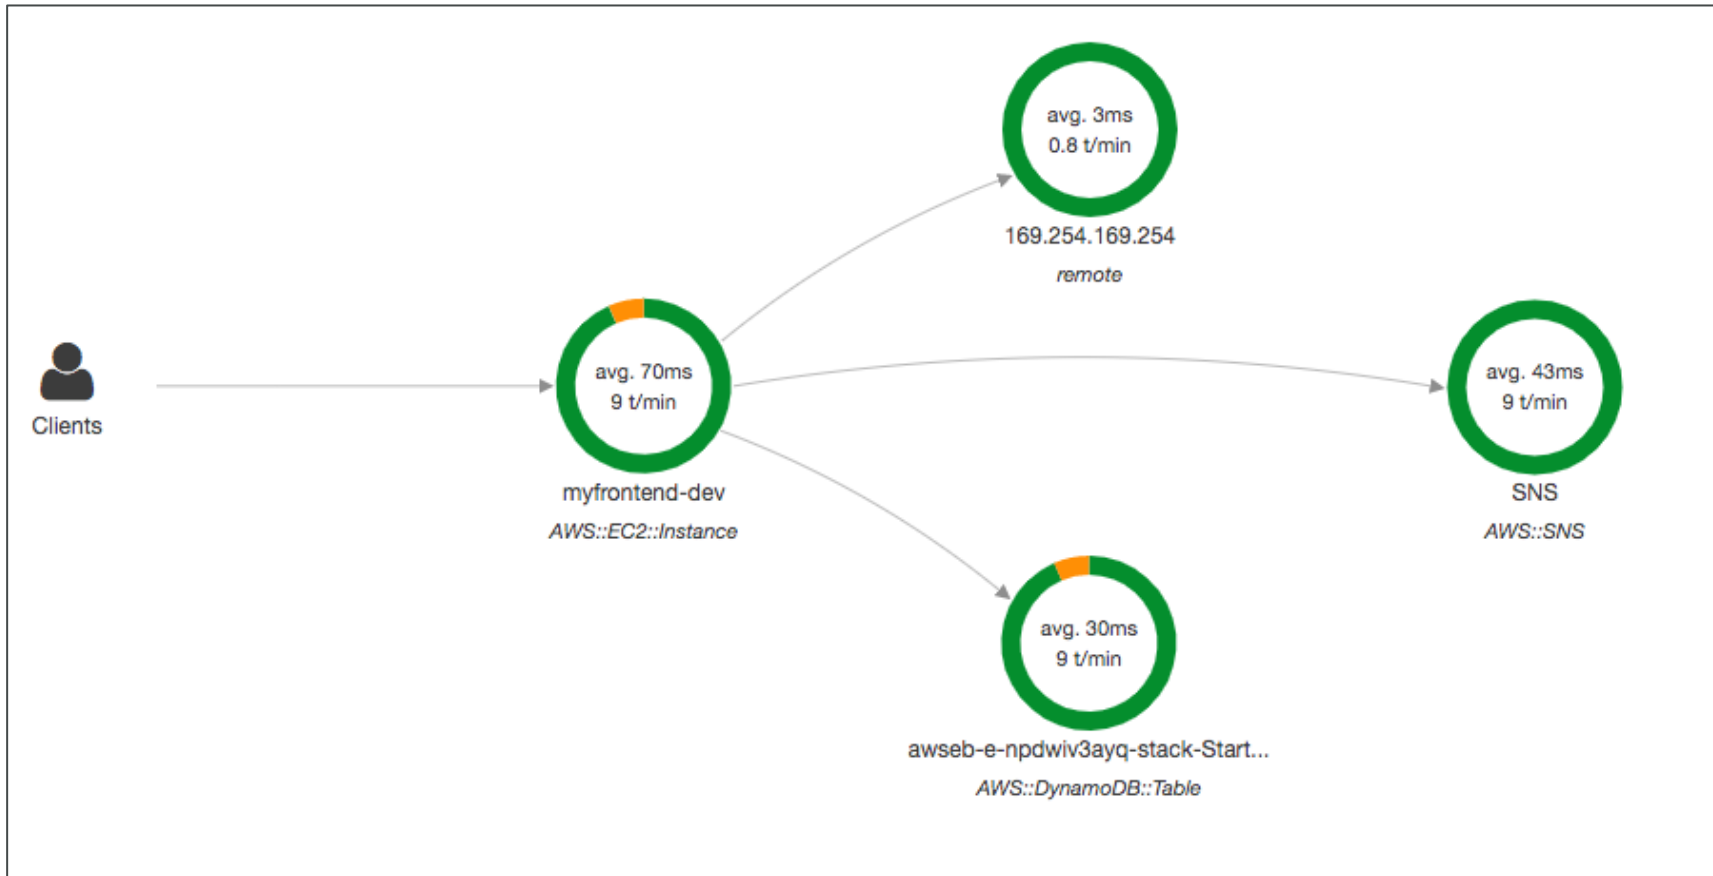 avg. 3ms
0.8 t/min
169.254.169.254
remote
Clients
avg. 70ms
9 t/min
myfrontend-dev
AWS::EC2::Instance
avg. 43ms
9 t/min
SNS
AWS::SNS
avg. 30ms
9 t/min
awseb-e-npdwiv3ayq-stack-Start...
AWS::DynamoDB::Table